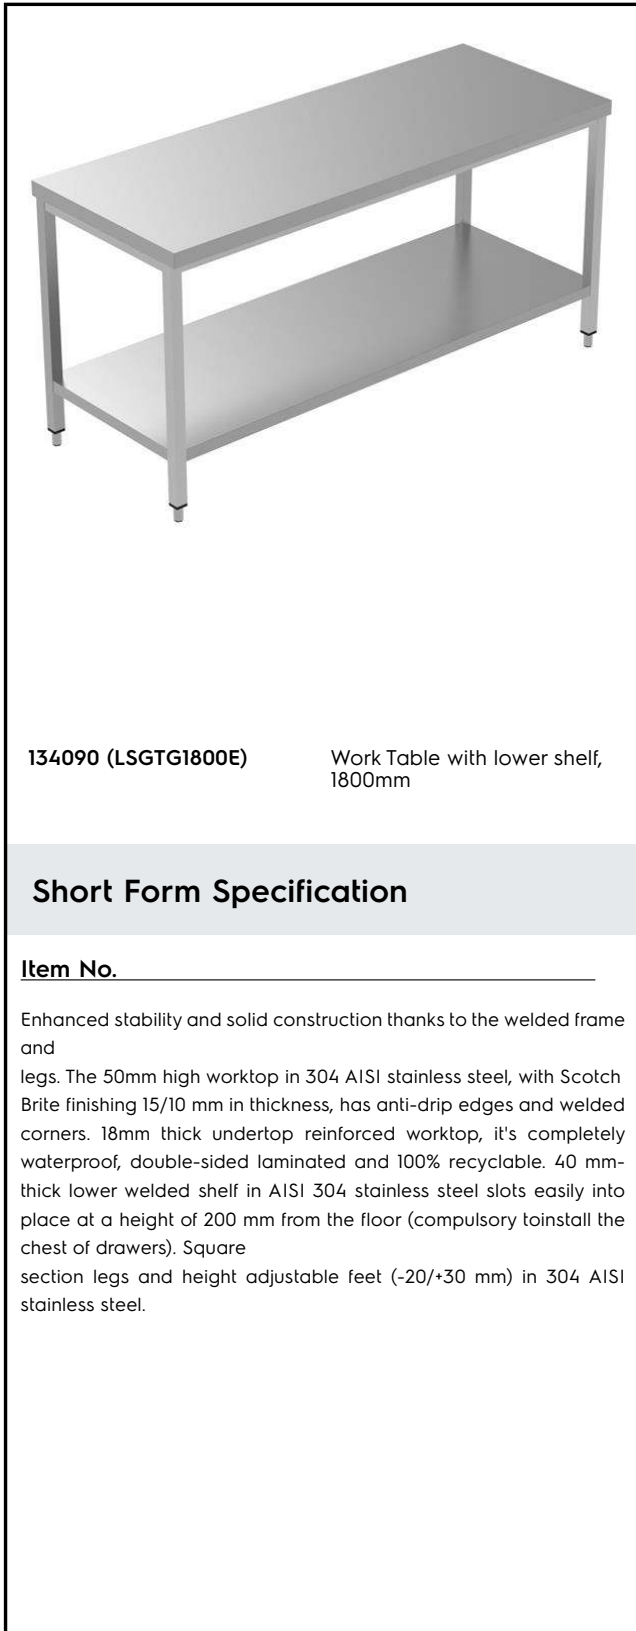 134090 (LSGTG1800E)
Work Table with lower shelf,
1800mm
Short Form Specification
Item No.
Enhanced stability and solid construction thanks to the welded frame
and
legs. The 50mm high worktop in 304 AISI stainless steel, with Scotch
Brite finishing 15/10 mm in thickness, has anti-drip edges and welded
corners. 18mm thick undertop reinforced worktop, it's completely
waterproof, double-sided laminated and 100% recyclable. 40 mm-
thick lower welded shelf in AISI 304 stainless steel slots easily into
place at a height of 200 mm from the floor (compulsory toinstall the
chest of drawers). Square
section legs and height adjustable feet (-20/+30 mm) in 304 AISI
stainless steel.